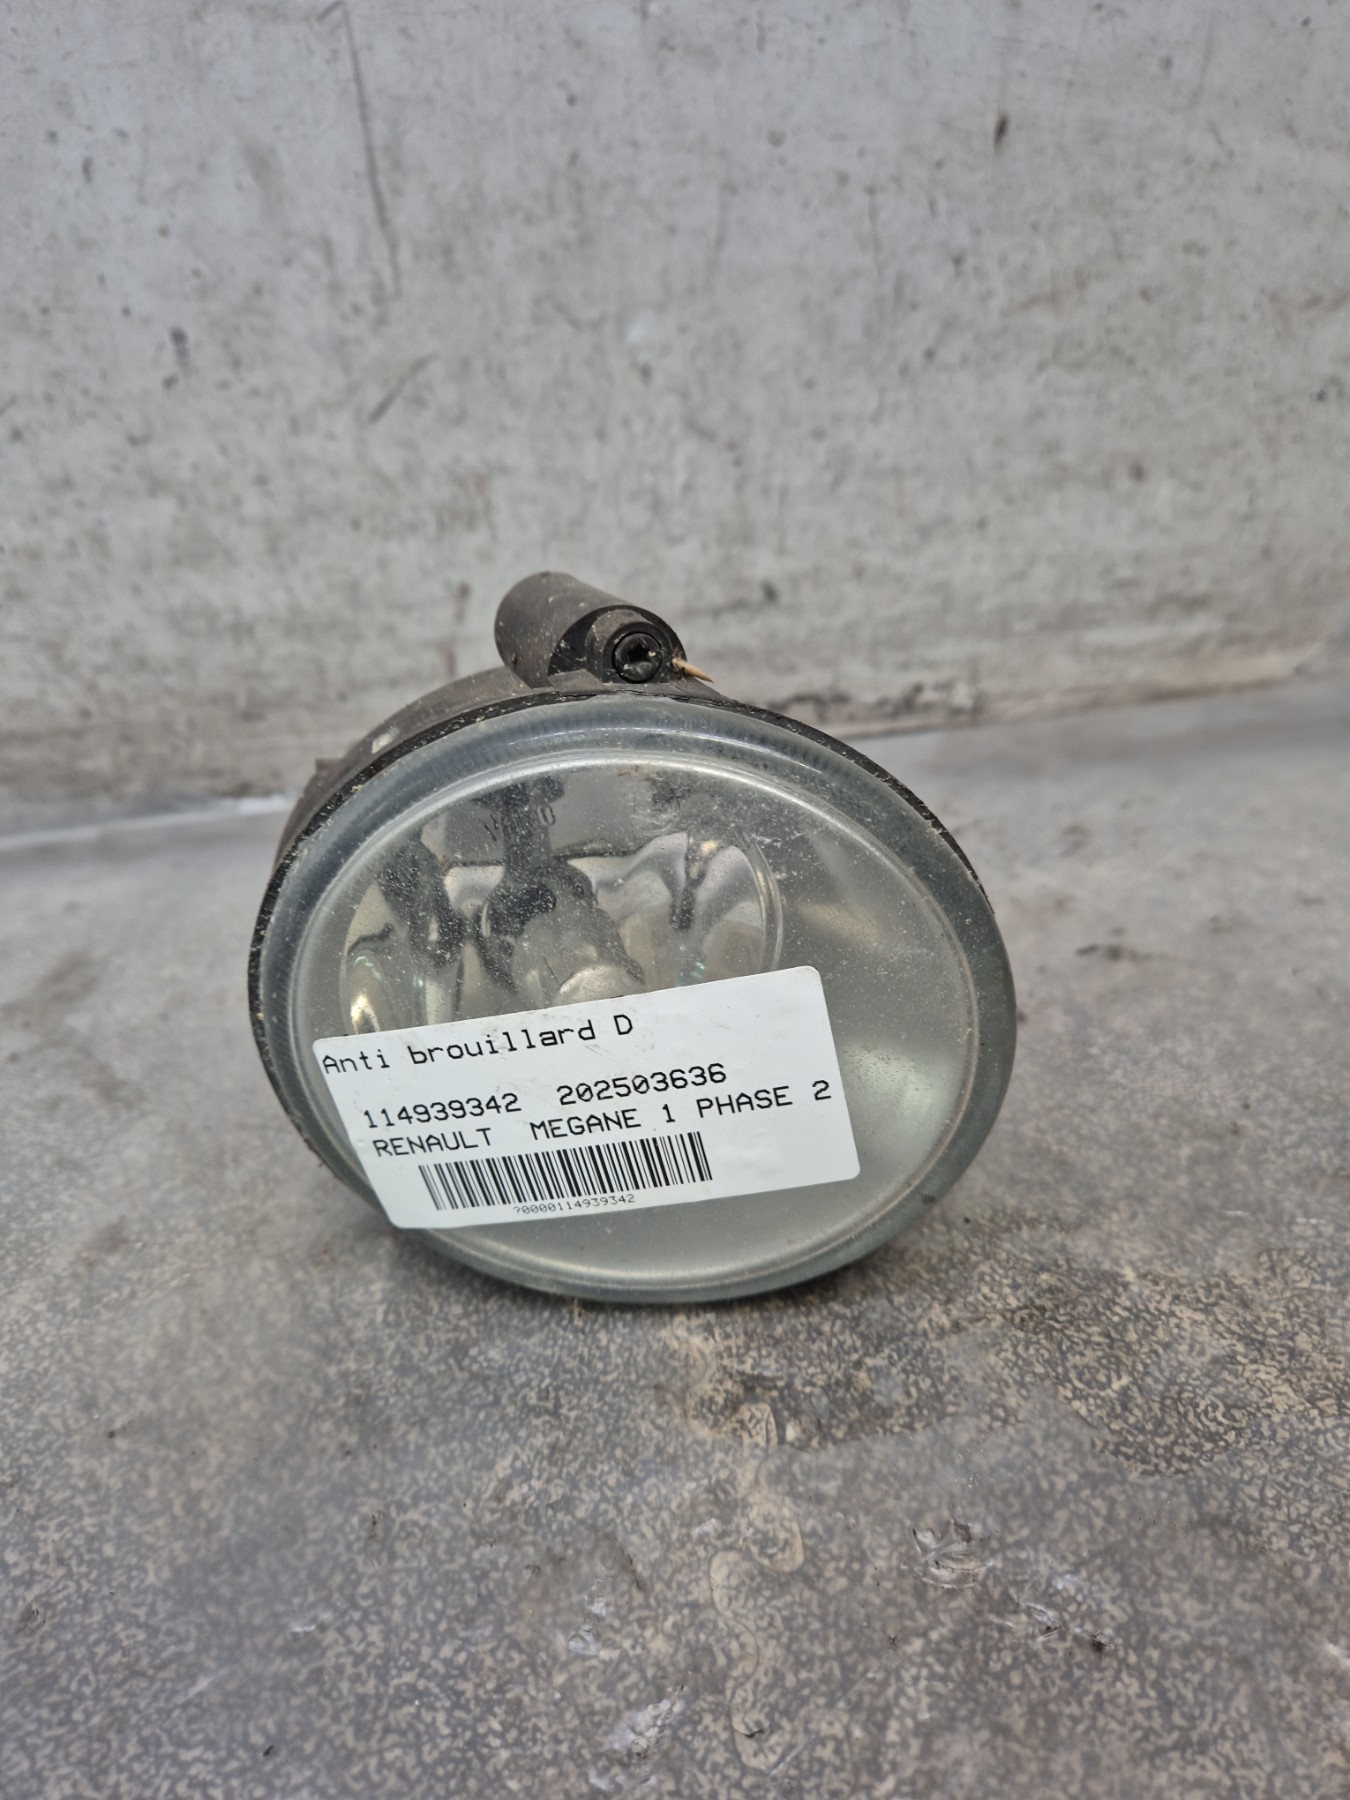 Anti brouillard D
114939342 202503636
RENAULT MEGANE 1 PHASE 2
?0000114939342